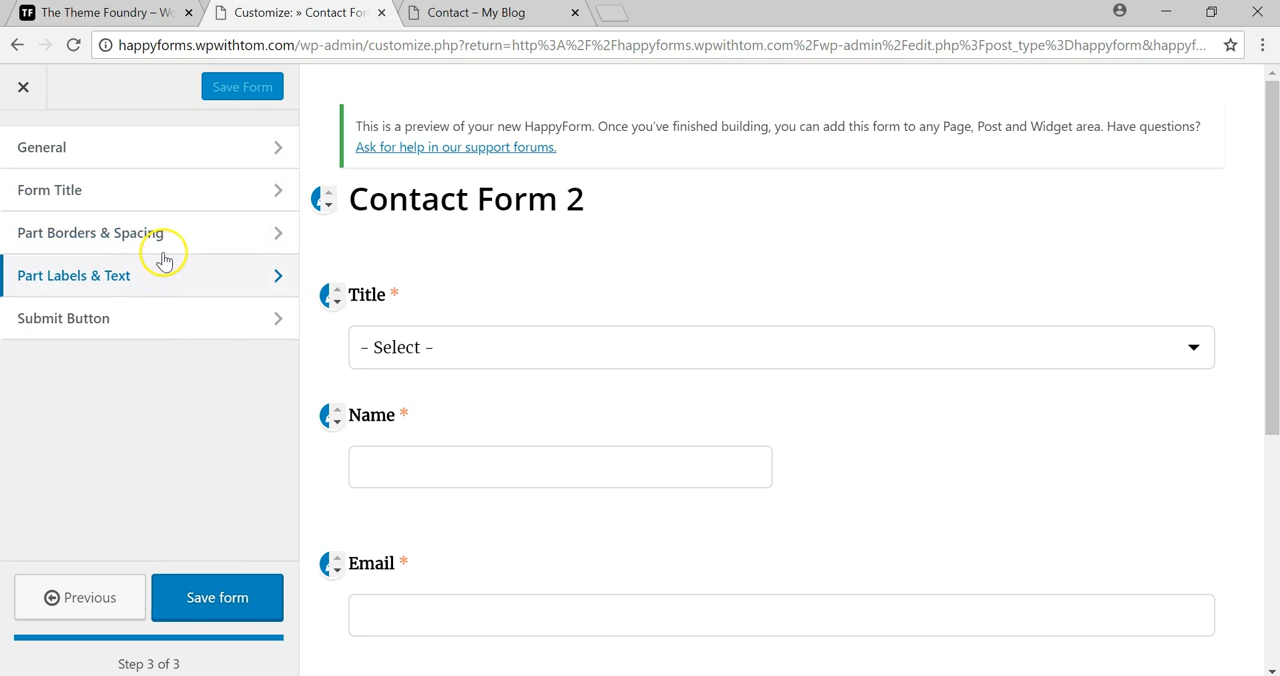 TF The Theme Foundry – Wo
Customize: » Contact For
Contact – My Blog
happyforms.wpwithtom.com/wp-admin/customize.php?return=http%3A%2F%2Fhappyforms.wpwithtom.com%2Fwp-admin%2Fedit.php%3Fpost_type%3Dhappyform&happyf...
Save Form
General
Form Title
Part Borders & Spacing
Part Labels & Text
Submit Button
Previous
Save form
Step 3 of 3
This is a preview of your new HappyForm. Once you’ve finished building, you can add this form to any Page, Post and Widget area. Have questions?
Ask for help in our support forums.
Contact Form 2
Title *
- Select -
Name *
Email *